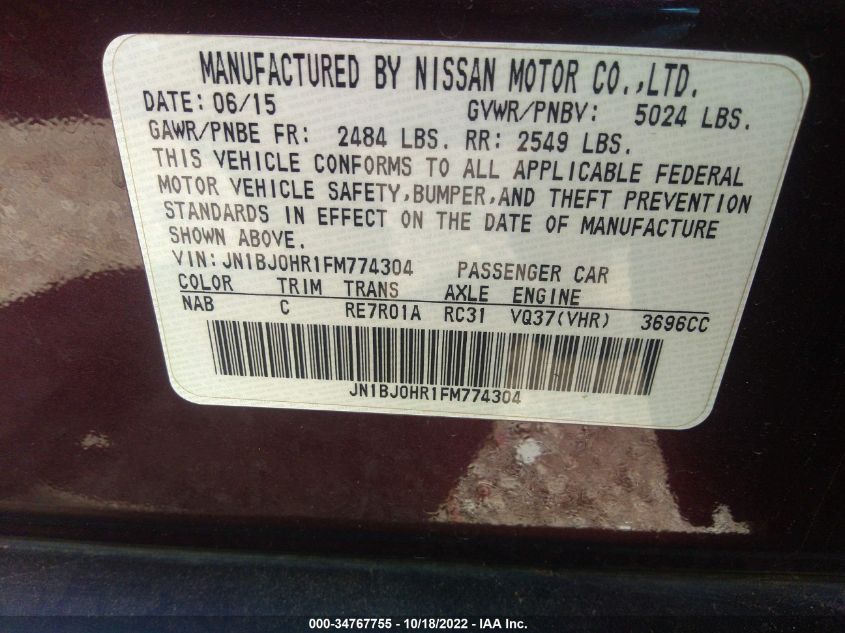 MANUFACTURED BY NISSAN MOTOR CO.,LTD.
DATE: 06/15 GVWR/PNBV: 5024 LBS.
GAWR/PNBE FR: 2484 LBS. RR: 2549 LBS.
THIS VEHICLE CONFORMS TO ALL APPLICABLE FEDERAL
MOTOR VEHICLE SAFETY,BUMPER,AND THEFT PREVENTION
STANDARDS IN EFFECT ON THE DATE OF MANUFACTURE
SHOWN ABOVE.
VIN:JN1BJ0HR1FM774304 PASSENGER CAR
COLOR TRIM TRANS AXLE ENGINE
NAB C RE7R01A RC31 VQ37(VHR) 3696CC
JN1BJ0HR1FM774304
000-34767755 - 10/18/2022 - IAA Inc.